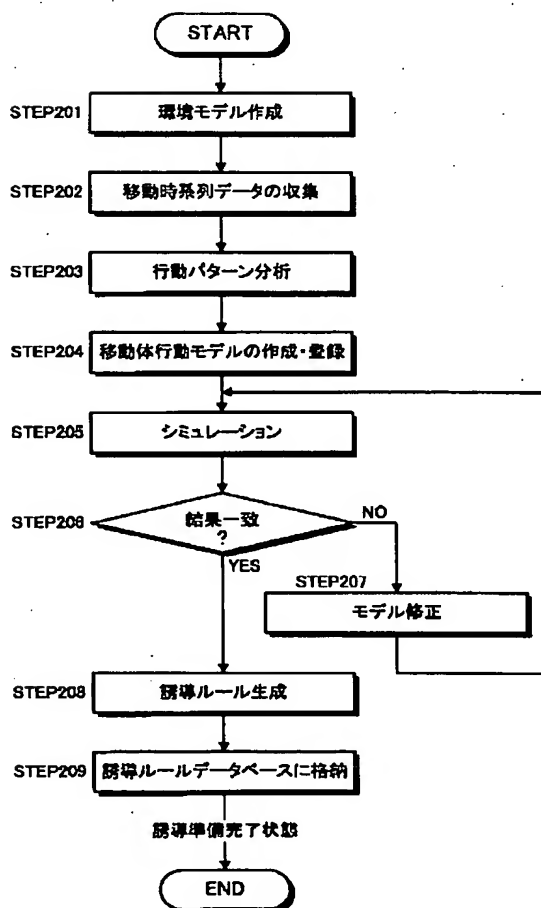 START
STEP201
環境モデル作成
STEP202
移動時系列データの収集
STEP203
行動パターン分析
STEP204
移動体行動モデルの作成・登録
STEP205
シミュレーション
STEP206
結果一致
?
NO
YES
STEP207
モデル修正
STEP208
誘導ルール生成
STEP209
誘導ルールデータベースに格納
誘導準備完了状態
END